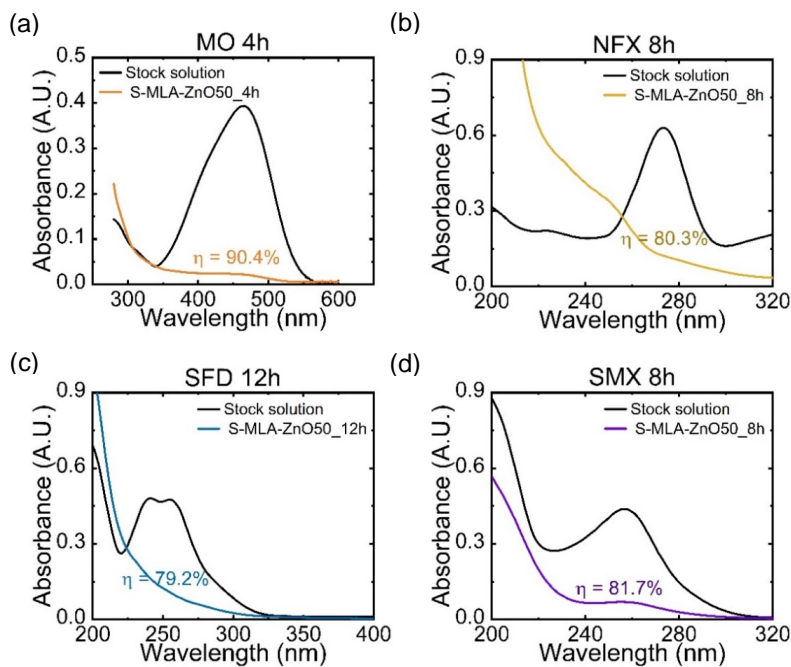 (a)
MO 4h
Absorbance (A.U.)
0.5
0.4
0.3
0.2
0.1
0.0
Stock solution
S-MLA-ZnO50_4h
η = 90.4%
300 400 500 600
Wavelength (nm)
(b)
NFX 8h
Absorbance (A.U.)
0.9
0.6
0.3
0.0
Stock solution
S-MLA-ZnO50_8h
η = 80.3%
200 240 280 320
Wavelength (nm)
(c)
SFD 12h
Absorbance (A.U.)
0.9
0.6
0.3
0.0
Stock solution
S-MLA-ZnO50_12h
η = 79.2%
200 250 300 350 400
Wavelength (nm)
(d)
SMX 8h
Absorbance (A.U.)
0.9
0.6
0.3
0.0
Stock solution
S-MLA-ZnO50_8h
η = 81.7%
200 240 280 320
Wavelength (nm)